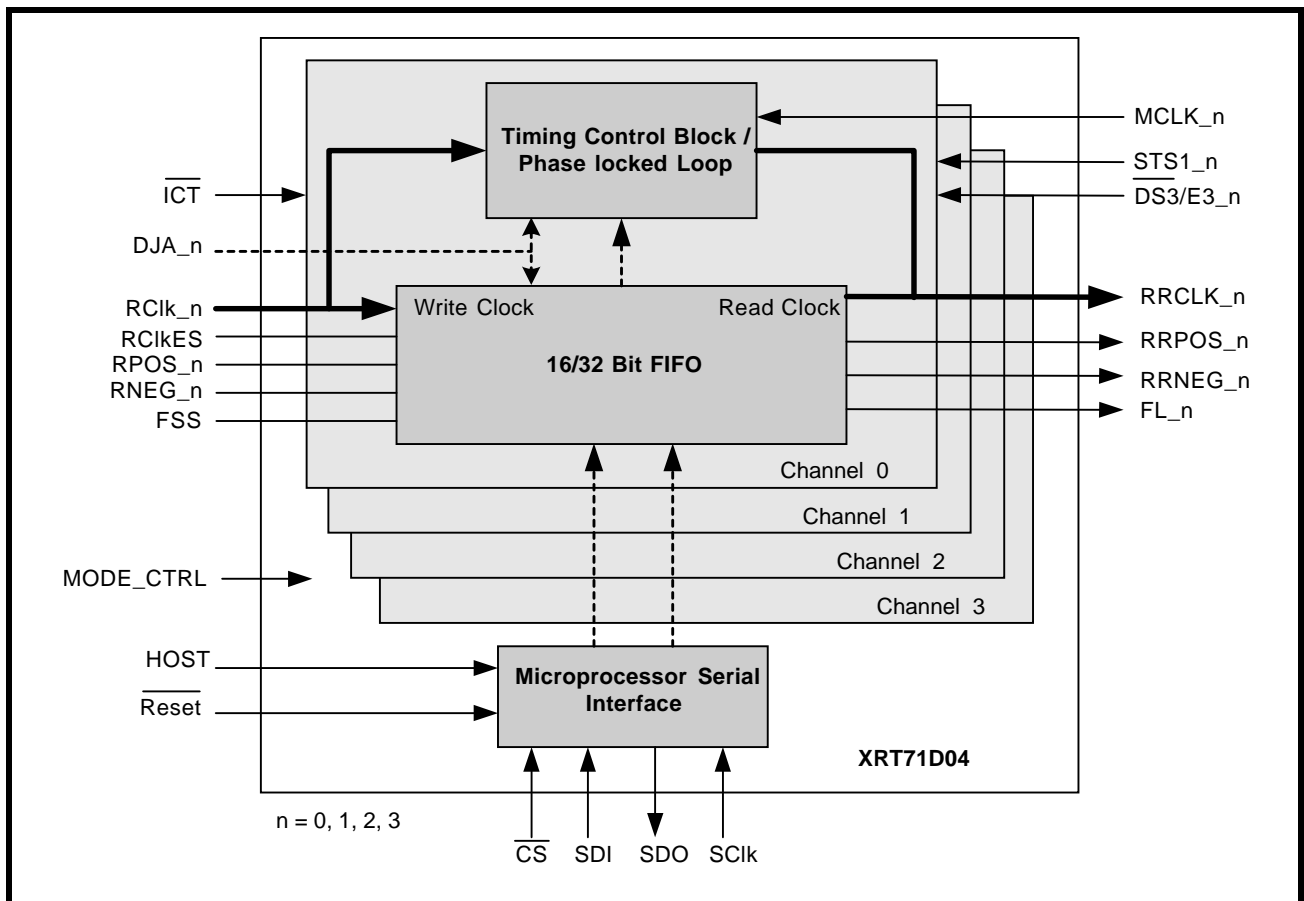 Timing Control Block /
Phase locked Loop
MCLK_n
STS1_n
DS3/E3_n
ICT
DJA_n
RClk_n
RClkES
RPOS_n
RNEG_n
FSS
Write Clock
Read Clock
16/32 Bit FIFO
RRCLK_n
RRPOS_n
RRNEG_n
FL_n
Channel 0
Channel 1
Channel 2
Channel 3
MODE_CTRL
HOST
Reset
Microprocessor Serial
Interface
XRT71D04
n = 0, 1, 2, 3
CS
SDI
SDO
SClk